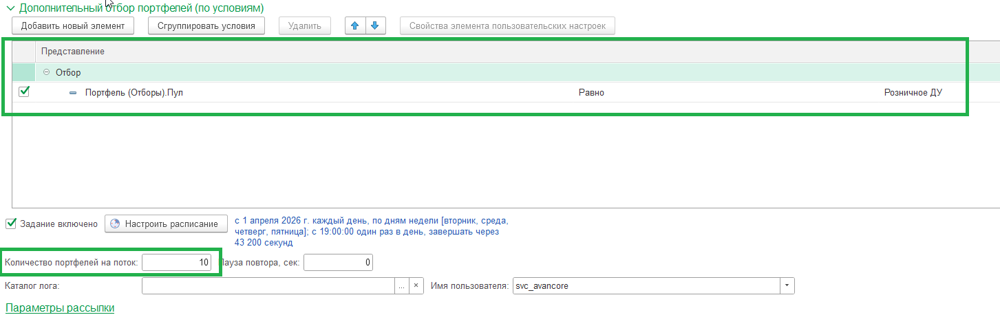 Дополнительный отбор портфелей (по условиям)
Добавить новый элемент Сгруппировать условия Удалить Свойства элемента пользовательских настроек
Представление
Отбор
Портфель (Отборы).Пул Равно Розничное ДУ
Задание включено Настроить расписание с 1 апреля 2026 г. каждый день, по дням недели [вторник, среда,
четверг, пятница]; с 19:00:00 один раз в день, завершать через
43 200 секунд
Количество портфелей на поток: 10 Пауза повтора, сек: 0
Каталог лога: ... × Имя пользователя: svc_avancore
Параметры рассылки